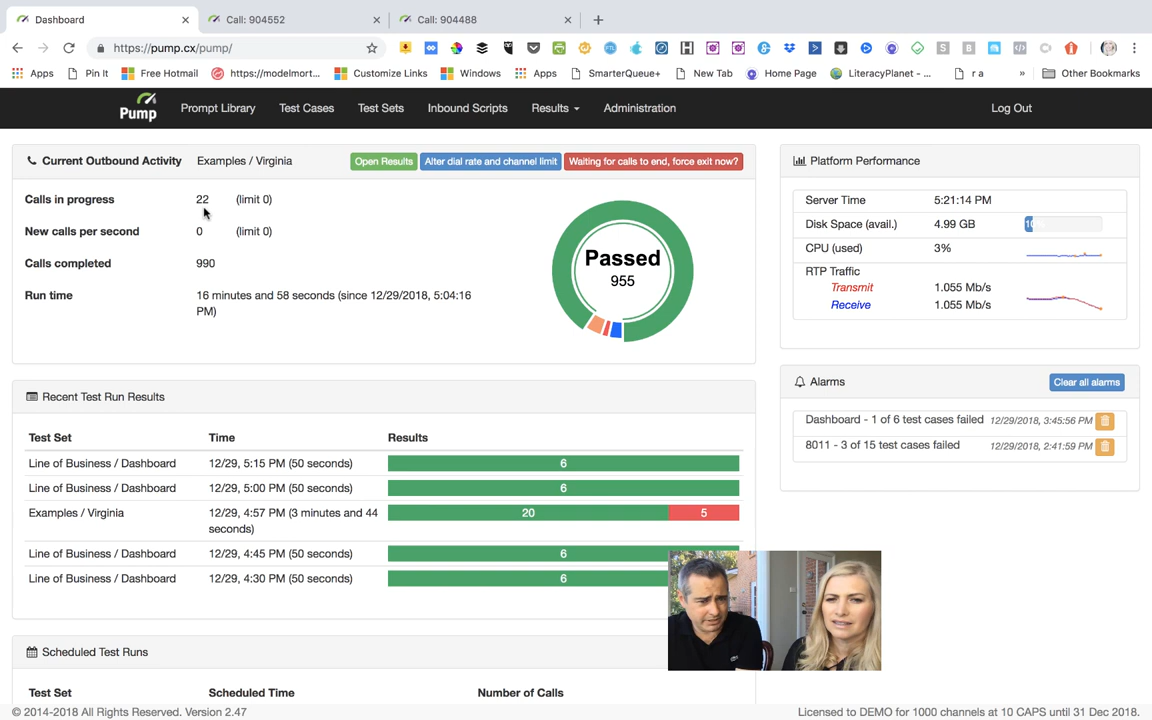 Dashboard
Call: 904552
Call: 904488
https://pump.cx/pump/
Apps
Pin It
Free Hotmail
https://modelmort...
Customize Links
Windows
Apps
SmarterQueue+
New Tab
Home Page
LiteracyPlanet - ...
r a
»
Other Bookmarks
Pump
Prompt Library
Test Cases
Test Sets
Inbound Scripts
Results
Administration
Log Out
Current Outbound Activity
Examples / Virginia
Open Results
Alter dial rate and channel limit
Waiting for calls to end, force exit now?
Calls in progress 22 (limit 0)
New calls per second 0 (limit 0)
Calls completed 990
Run time 16 minutes and 58 seconds (since 12/29/2018, 5:04:16
PM)
Passed
955
Platform Performance
Server Time 5:21:14 PM
Disk Space (avail.) 4.99 GB 10%
CPU (used) 3%
RTP Traffic
Transmit 1.055 Mb/s
Receive 1.055 Mb/s
Alarms
Clear all alarms
Dashboard - 1 of 6 test cases failed 12/29/2018, 3:45:56 PM
8011 - 3 of 15 test cases failed 12/29/2018, 2:41:59 PM
Recent Test Run Results
Test Set Time Results
Line of Business / Dashboard 12/29, 5:15 PM (50 seconds) 6
Line of Business / Dashboard 12/29, 5:00 PM (50 seconds) 6
Examples / Virginia 12/29, 4:57 PM (3 minutes and 44 20 5
seconds)
Line of Business / Dashboard 12/29, 4:45 PM (50 seconds) 6
Line of Business / Dashboard 12/29, 4:30 PM (50 seconds) 6
Scheduled Test Runs
Test Set Scheduled Time Number of Calls
© 2014-2018 All Rights Reserved. Version 2.47
Licensed to DEMO for 1000 channels at 10 CAPS until 31 Dec 2018.